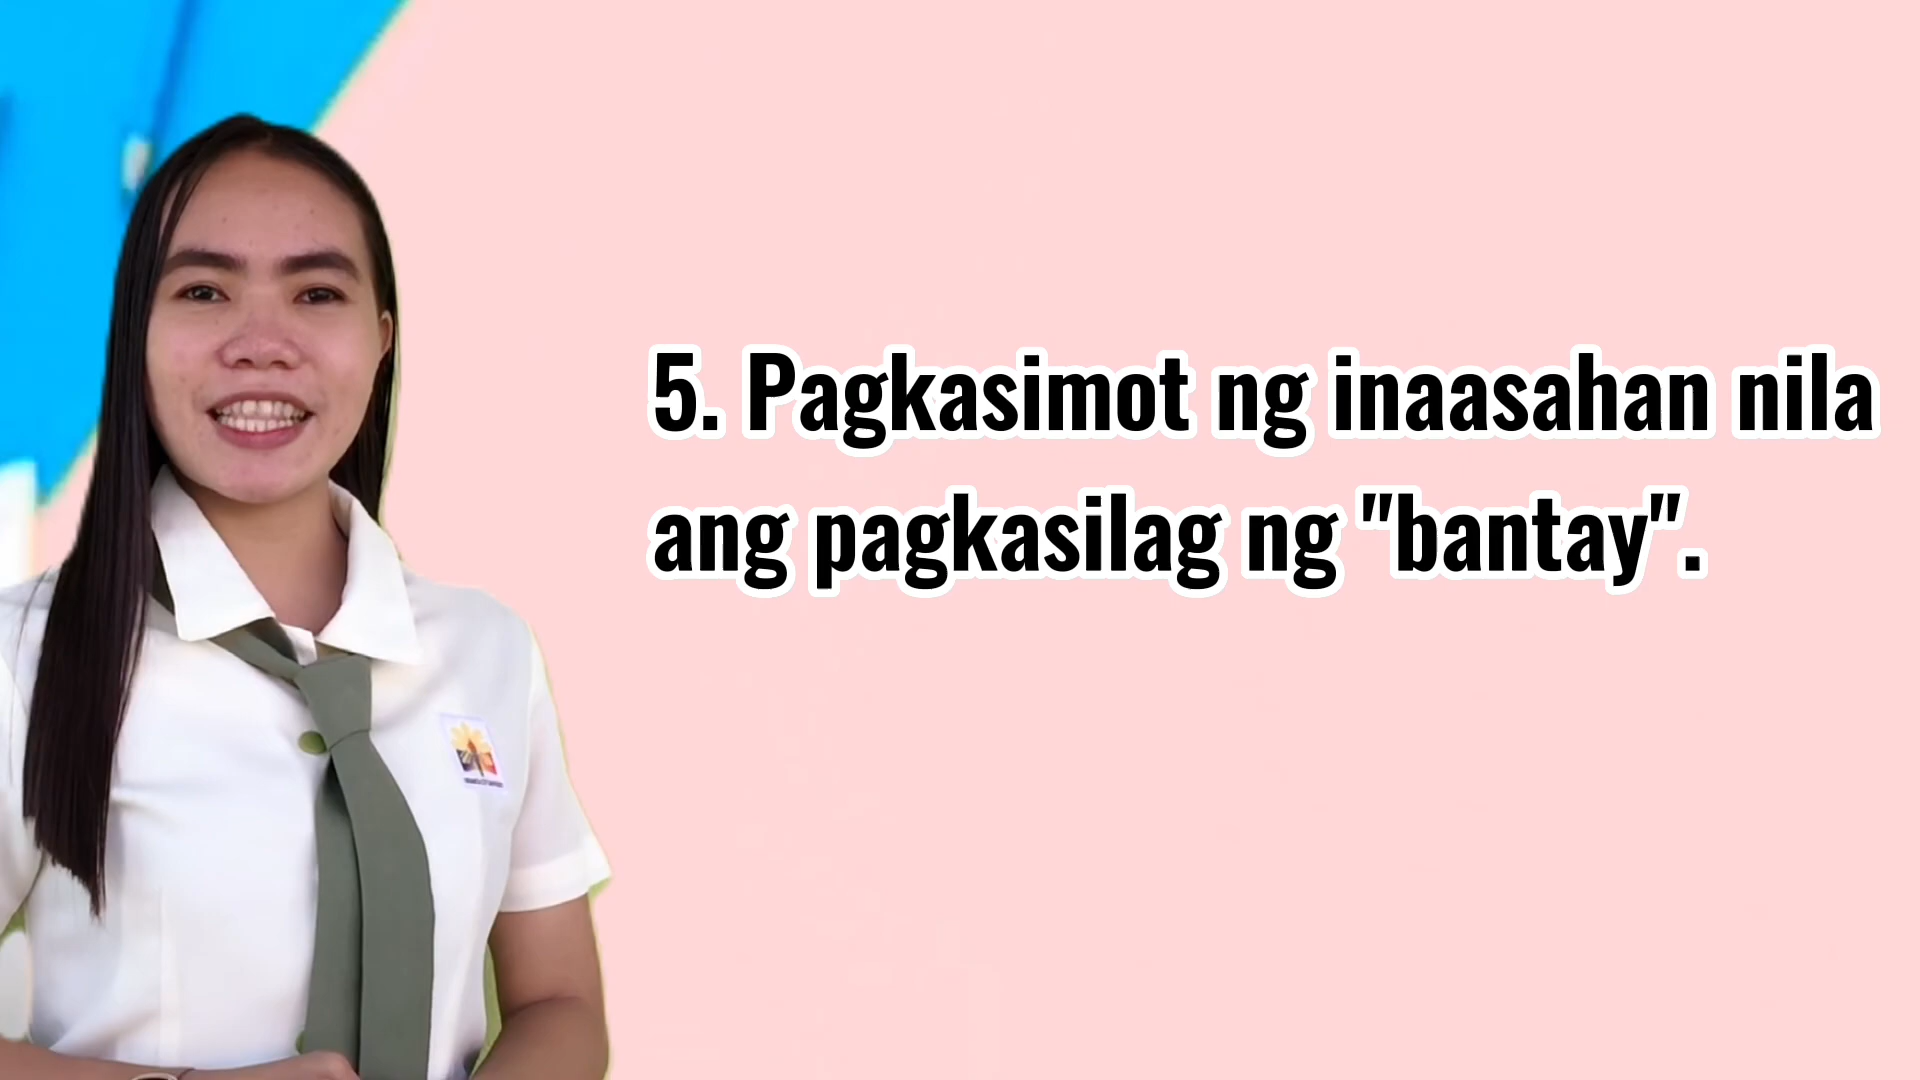 5. Pagkasimot ng inaasahan nila
ang pagkasilag ng "bantay".